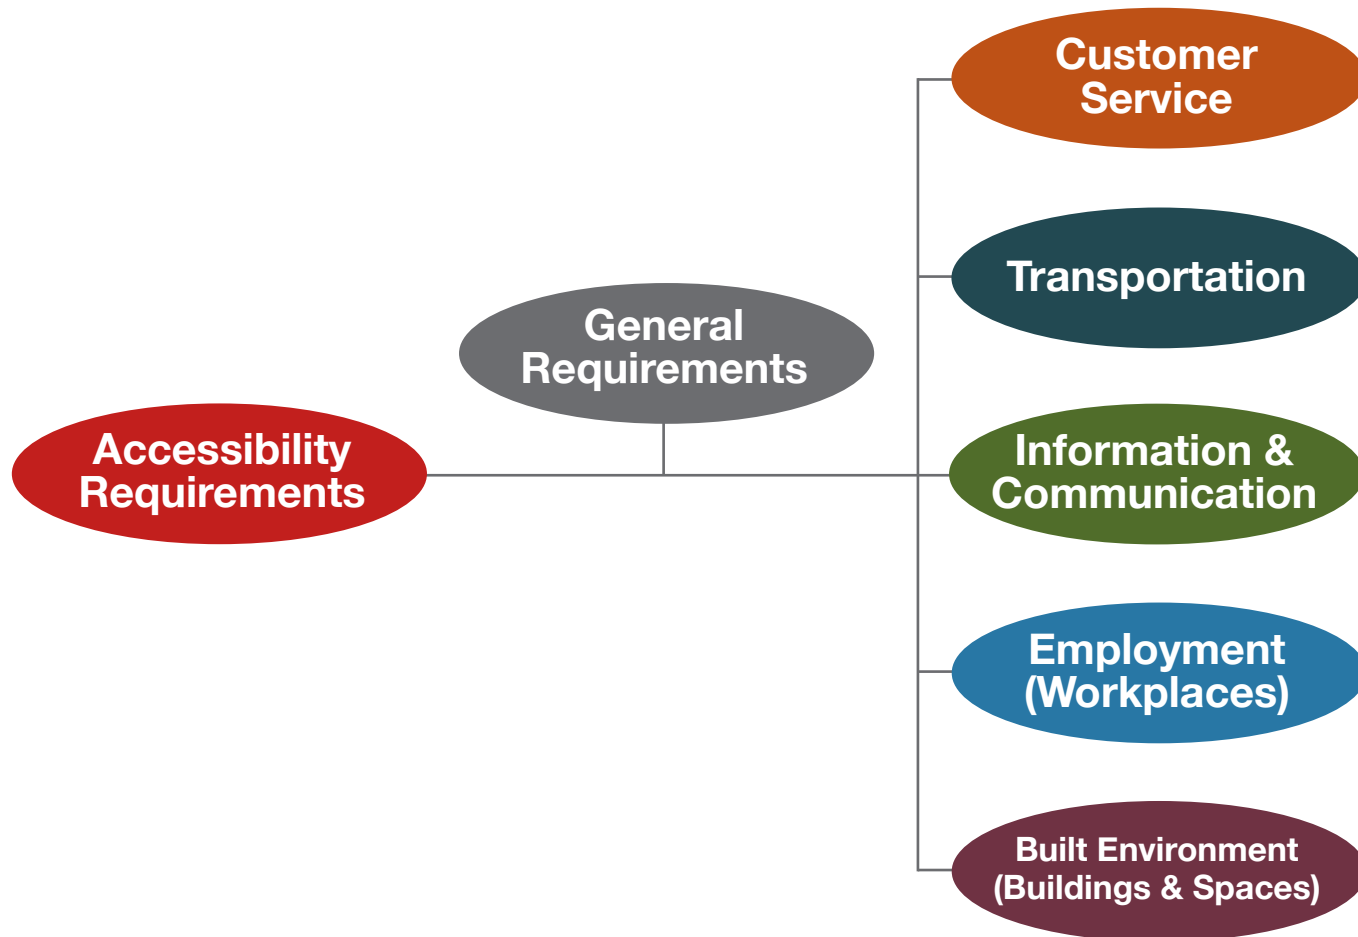 Accessibility
Requirements
General
Requirements
Customer
Service
Transportation
Information &
Communication
Employment
(Workplaces)
Built Environment
(Buildings & Spaces)